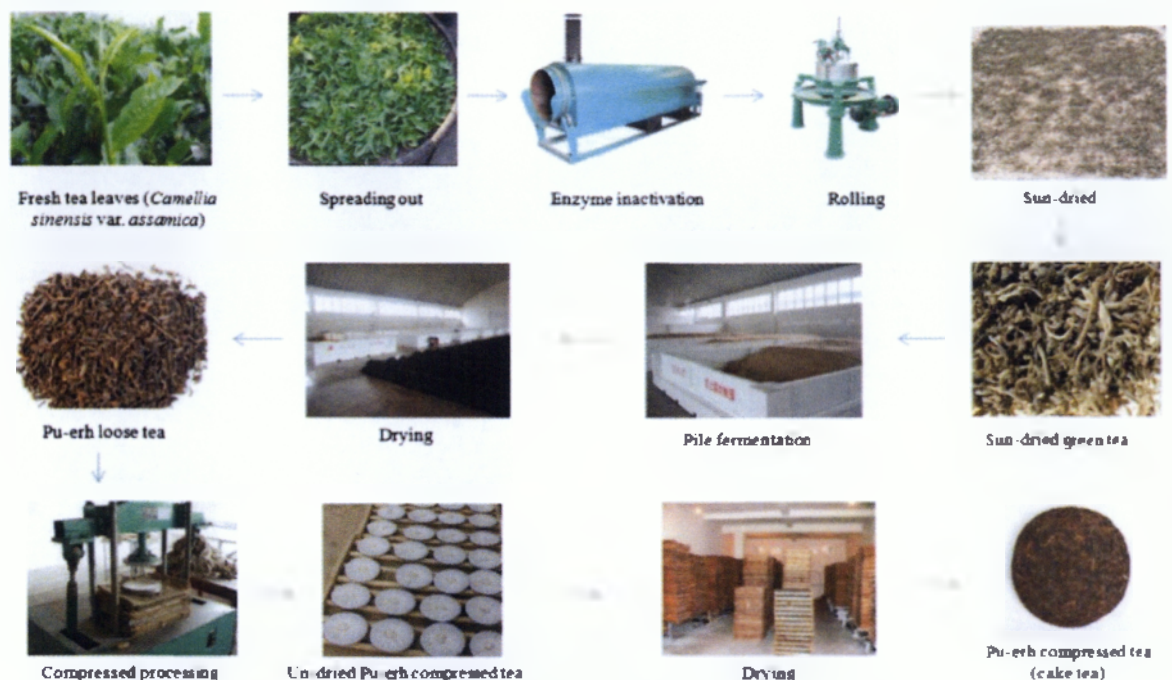 Fresh tea leaves (Camellia
sinensis var. assamica)
Spreading out
Enzyme inactivation
Rolling
Sun-dried
Pu-erh loose tea
Drying
Pile fermentation
Sun-dried green tea
Compressed processing
Un-dried Pu-erh compressed tea
Drying
Pu-erh compressed tea
(cake tea)